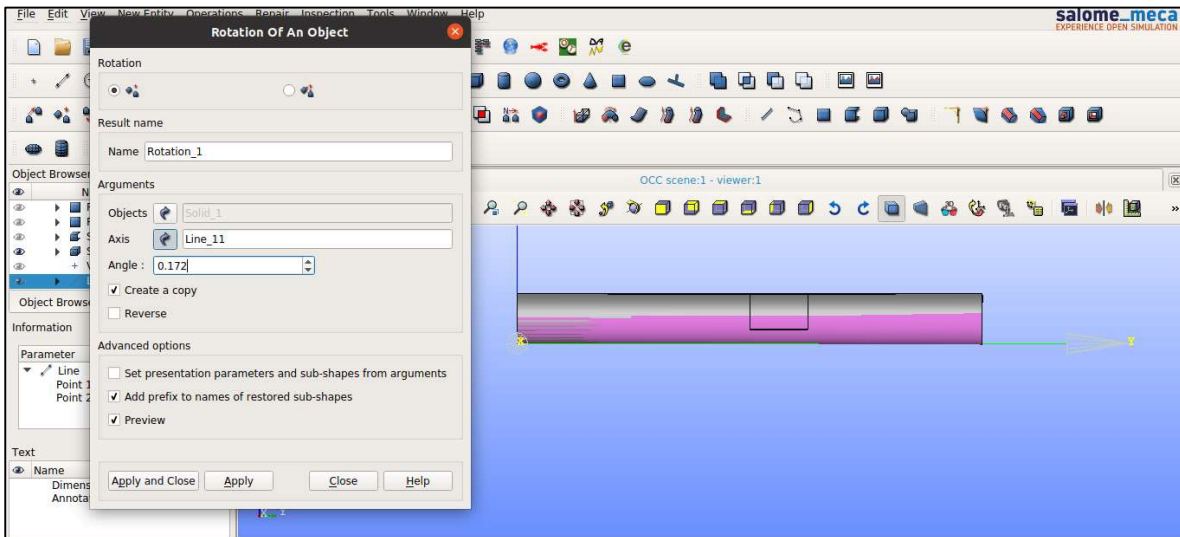 File Edit View New Entity Operations Repair Inspection Tools Window Help
salome_meca
EXPERIENCE OPEN SIMULATION
Rotation Of An Object
Rotation
Result name
Name Rotation_1
Arguments
Objects Solid_1
Axis Line_11
Angle : 0.172
Create a copy
Reverse
Advanced options
Set presentation parameters and sub-shapes from arguments
Add prefix to names of restored sub-shapes
Preview
Apply and Close Apply Close Help
Object Browser
Object Brows
Information
Parameter
Line
Point 1
Point 2
Text
Name
Dimens
Annota
OCC scene:1 - viewer:1
X
Y